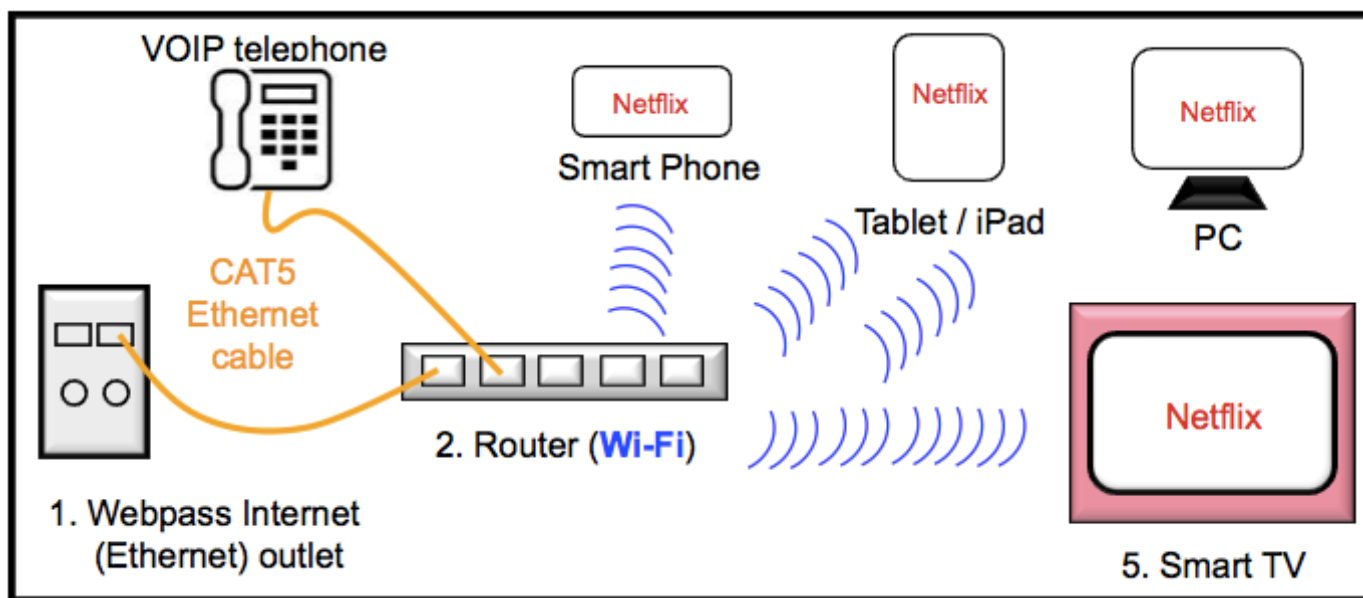 VOIP telephone
Netflix
Smart Phone
Netflix
Tablet / iPad
Netflix
PC
CAT5
Ethernet
cable
2. Router (Wi-Fi)
1. Webpass Internet
(Ethernet) outlet
Netflix
5. Smart TV